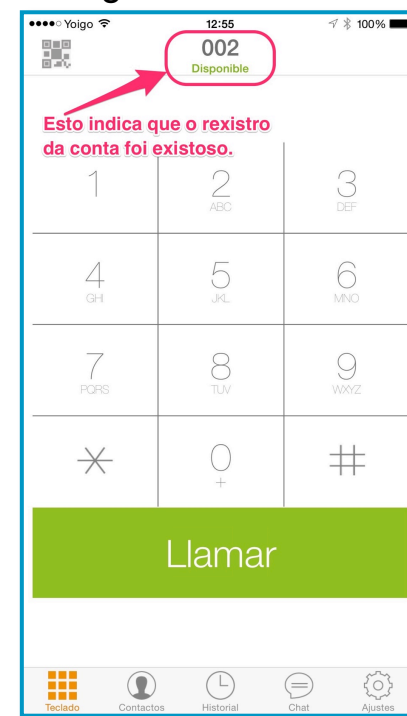 Yoigo 12:55 100%
002
Disponible
Esto indica que o rexistro
da conta foi existoso.
1 2 3
ABC DEF
4 5 6
GHI JKL MNO
7 8 9
PQRS TUV WXYZ
* 0 #
+
Llamar
Teclado Contactos Historial Chat Ajustes